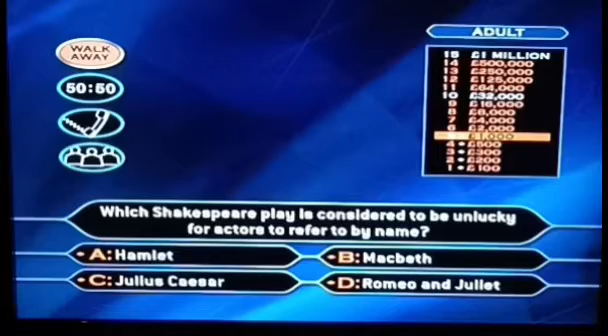 WALK
AWAY
50:50
ADULT
15 £1 MILLION
14 £500,000
13 £250,000
12 £125,000
11 £64,000
10 £32,000
9 £16,000
8 £8,000
7 £4,000
6 £2,000
£1,000
4 • £500
3 • £300
2 • £200
1 • £100
Which Shakespeare play is considered to be unlucky
for actors to refer to by name?
• A: Hamlet
• B: Macbeth
• C: Julius Caesar
• D: Romeo and Juliet